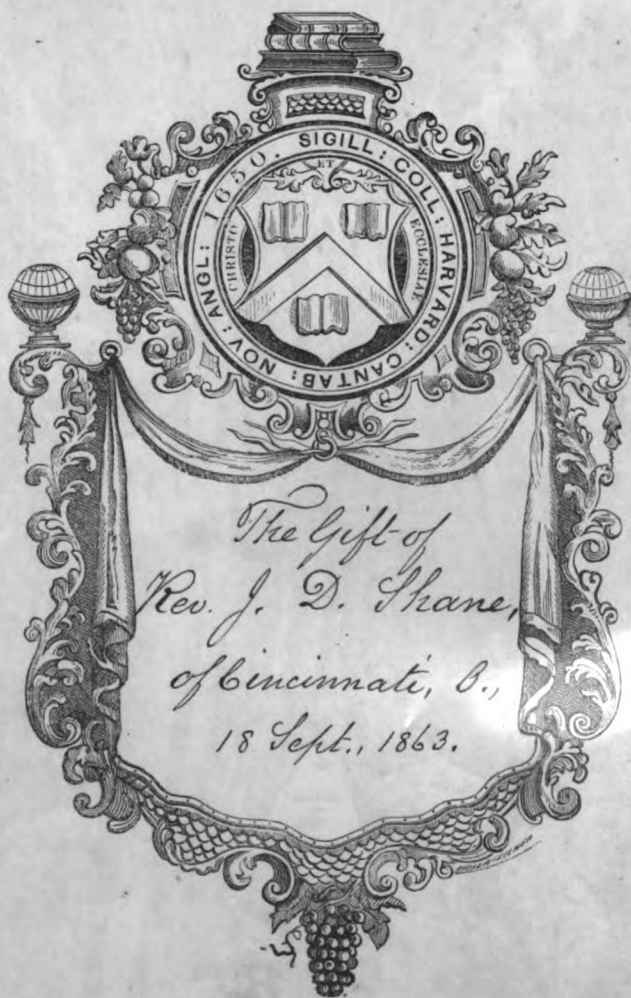 SIGILL: COLL: HARVARD: CANTAB: NOV: ANGL: 1650.
ET
CHRISTO
ECCLESIAE
The Gift of
Rev. J. D. Shane,
of Cincinnati, O.,
18 Sept., 1863.